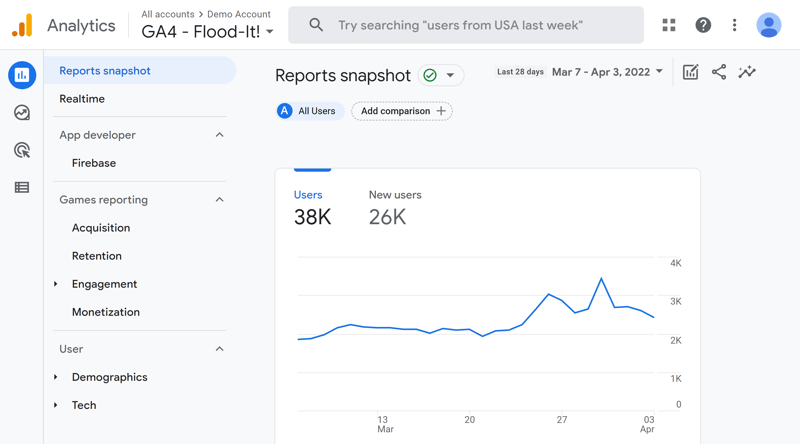 Analytics
All accounts > Demo Account
GA4 - Flood-It!
Try searching "users from USA last week"
Reports snapshot
Realtime
App developer
Firebase
Games reporting
Acquisition
Retention
Engagement
Monetization
User
Demographics
Tech
Reports snapshot
Last 28 days Mar 7 - Apr 3, 2022
A All Users
Add comparison +
Users
38K
New users
26K
4K
3K
2K
1K
0
13
Mar
20
27
03
Apr